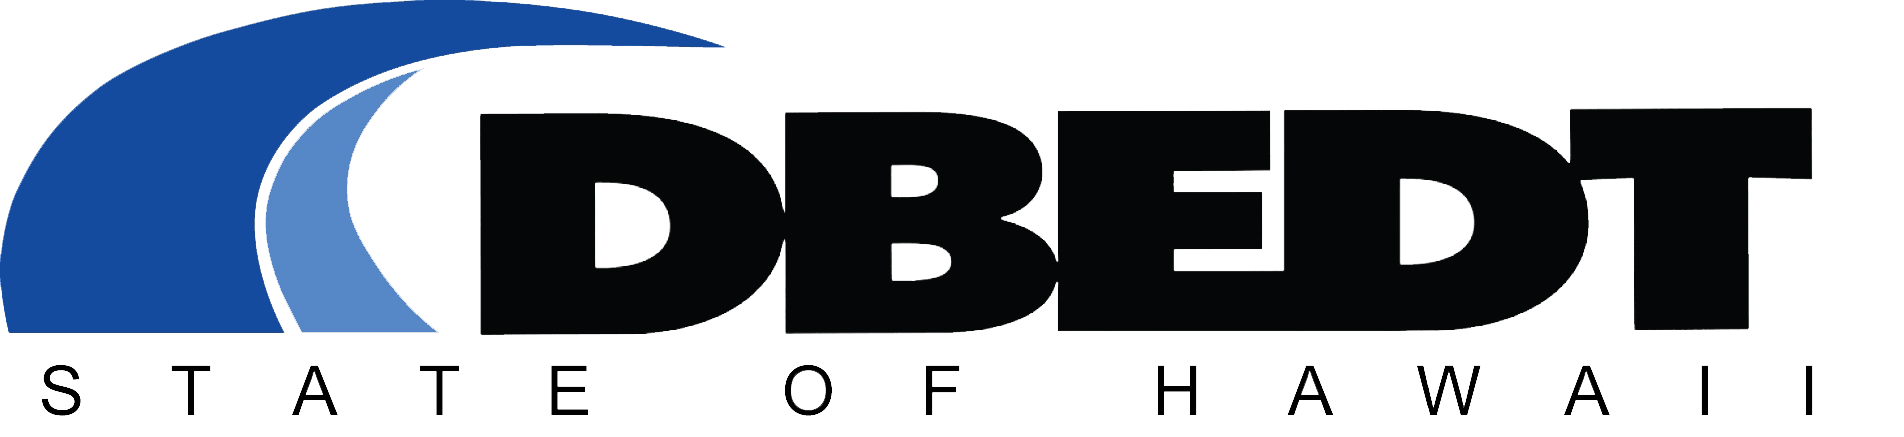 DBEDT
STATE OF HAWAII